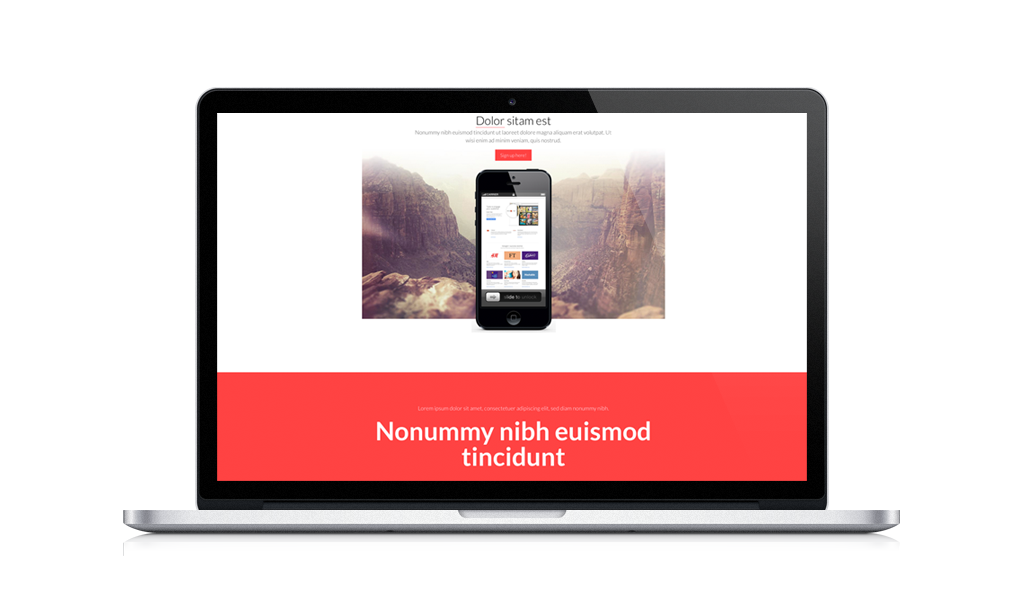 Dolor sitam est
Nonummy nibh euismod tincidunt ut laoreet dolore magna aliquam erat volutpat. Ut
wisi enim ad minim veniam, quis nostrud.
Sign up here!
H&M
FT
slide to unlock
Lorem ipsum dolor sit amet, consectetuer adipiscing elit, sed diam nonummy nibh.
Nonummy nibh euismod
tincidunt